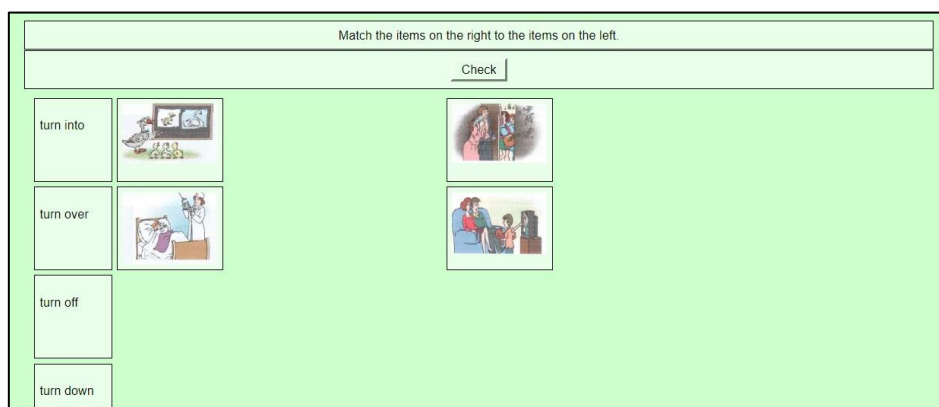 Match the items on the right to the items on the left.
Check
turn into
turn over
turn off
turn down